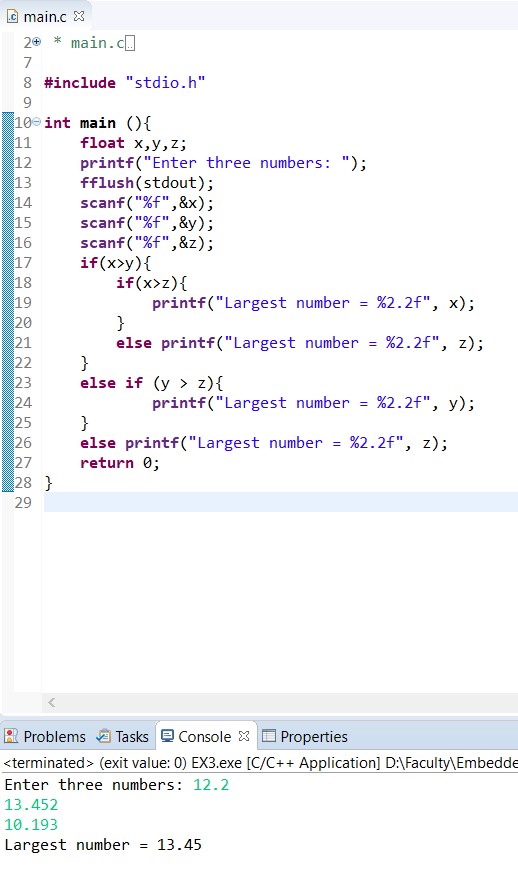 main.c
2 * main.c
7
8 #include "stdio.h"
9
10 int main (){
11 float x,y,z;
12 printf("Enter three numbers: ");
13 fflush(stdout);
14 scanf("%f",&x);
15 scanf("%f",&y);
16 scanf("%f",&z);
17 if(x>y){
18 if(x>z){
19 printf("Largest number = %2.2f", x);
20 }
21 else printf("Largest number = %2.2f", z);
22 }
23 else if (y > z){
24 printf("Largest number = %2.2f", y);
25 }
26 else printf("Largest number = %2.2f", z);
27 return 0;
28 }
29
Problems Tasks Console Properties
<terminated> (exit value: 0) EX3.exe [C/C++ Application] D:\Faculty\Embedde
Enter three numbers: 12.2
13.452
10.193
Largest number = 13.45